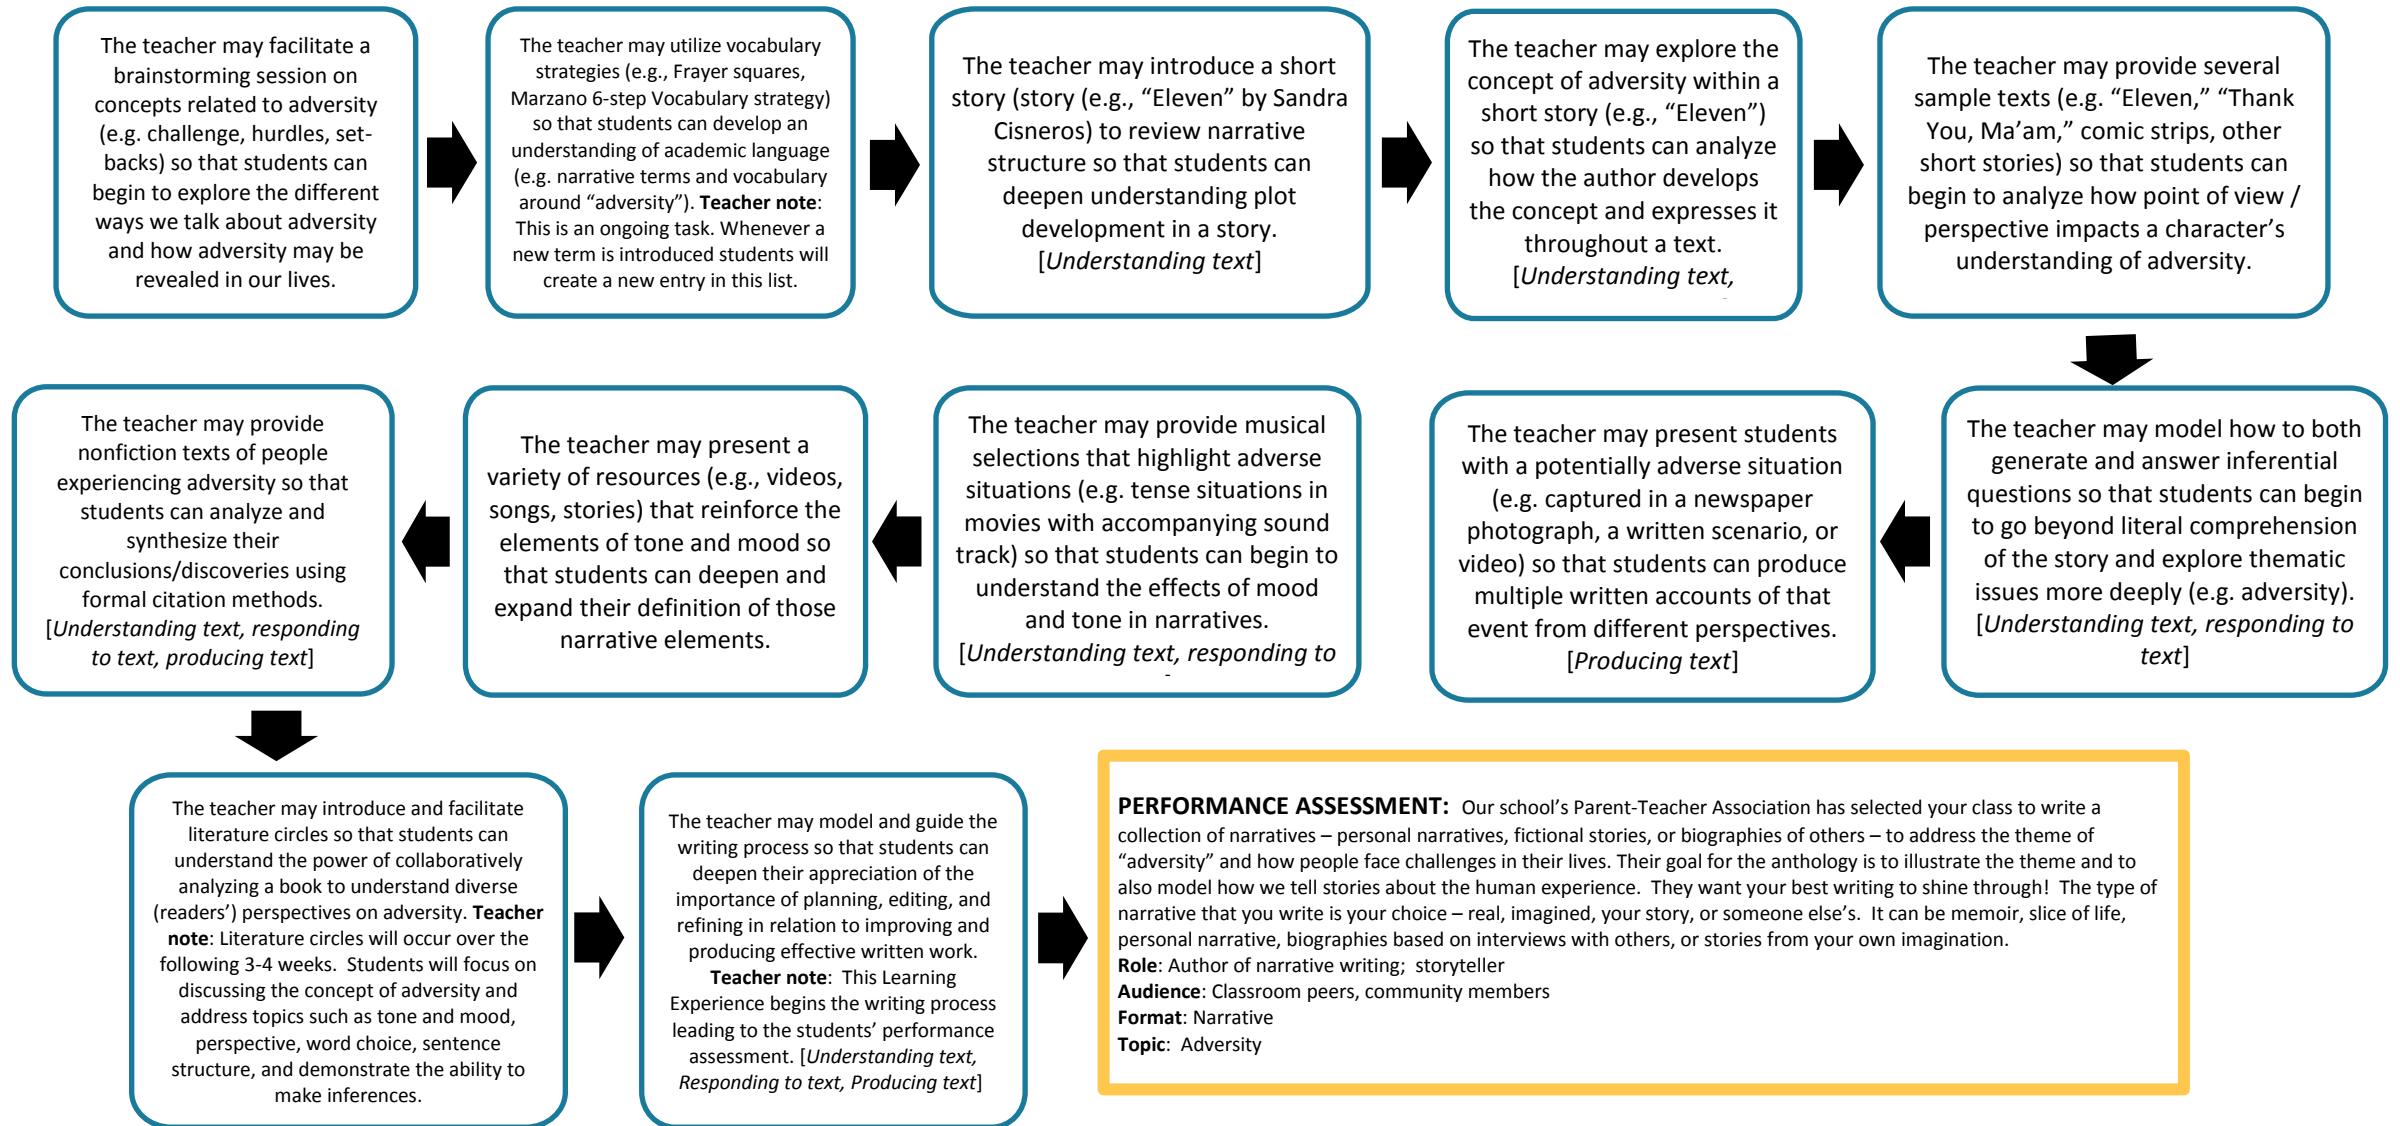 The teacher may facilitate a
brainstorming session on
concepts related to adversity
(e.g. challenge, hurdles, set-
backs) so that students can
begin to explore the different
ways we talk about adversity
and how adversity may be
revealed in our lives.
The teacher may utilize vocabulary
strategies (e.g., Frayer squares,
Marzano 6-step Vocabulary strategy)
so that students can develop an
understanding of academic language
(e.g. narrative terms and vocabulary
around “adversity”). Teacher note:
This is an ongoing task. Whenever a
new term is introduced students will
create a new entry in this list.
The teacher may introduce a short
story (story (e.g., “Eleven” by Sandra
Cisneros) to review narrative
structure so that students can
deepen understanding plot
development in a story.
[Understanding text]
The teacher may explore the
concept of adversity within a
short story (e.g., “Eleven”)
so that students can analyze
how the author develops
the concept and expresses it
throughout a text.
[Understanding text,
The teacher may provide several
sample texts (e.g. “Eleven,” “Thank
You, Ma’am,” comic strips, other
short stories) so that students can
begin to analyze how point of view /
perspective impacts a character’s
understanding of adversity.
The teacher may model how to both
generate and answer inferential
questions so that students can begin
to go beyond literal comprehension
of the story and explore thematic
issues more deeply (e.g. adversity).
[Understanding text, responding to
text]
The teacher may present students
with a potentially adverse situation
(e.g. captured in a newspaper
photograph, a written scenario, or
video) so that students can produce
multiple written accounts of that
event from different perspectives.
[Producing text]
The teacher may provide musical
selections that highlight adverse
situations (e.g. tense situations in
movies with accompanying sound
track) so that students can begin to
understand the effects of mood
and tone in narratives.
[Understanding text, responding to
The teacher may present a
variety of resources (e.g., videos,
songs, stories) that reinforce the
elements of tone and mood so
that students can deepen and
expand their definition of those
narrative elements.
The teacher may provide
nonfiction texts of people
experiencing adversity so that
students can analyze and
synthesize their
conclusions/discoveries using
formal citation methods.
[Understanding text, responding
to text, producing text]
The teacher may introduce and facilitate
literature circles so that students can
understand the power of collaboratively
analyzing a book to understand diverse
(readers’) perspectives on adversity. Teacher
note: Literature circles will occur over the
following 3-4 weeks. Students will focus on
discussing the concept of adversity and
address topics such as tone and mood,
perspective, word choice, sentence
structure, and demonstrate the ability to
make inferences.
The teacher may model and guide the
writing process so that students can
deepen their appreciation of the
importance of planning, editing, and
refining in relation to improving and
producing effective written work.
Teacher note: This Learning
Experience begins the writing process
leading to the students’ performance
assessment. [Understanding text,
Responding to text, Producing text]
PERFORMANCE ASSESSMENT: Our school’s Parent-Teacher Association has selected your class to write a
collection of narratives – personal narratives, fictional stories, or biographies of others – to address the theme of
“adversity” and how people face challenges in their lives. Their goal for the anthology is to illustrate the theme and to
also model how we tell stories about the human experience. They want your best writing to shine through! The type of
narrative that you write is your choice – real, imagined, your story, or someone else’s. It can be memoir, slice of life,
personal narrative, biographies based on interviews with others, or stories from your own imagination.
Role: Author of narrative writing; storyteller
Audience: Classroom peers, community members
Format: Narrative
Topic: Adversity